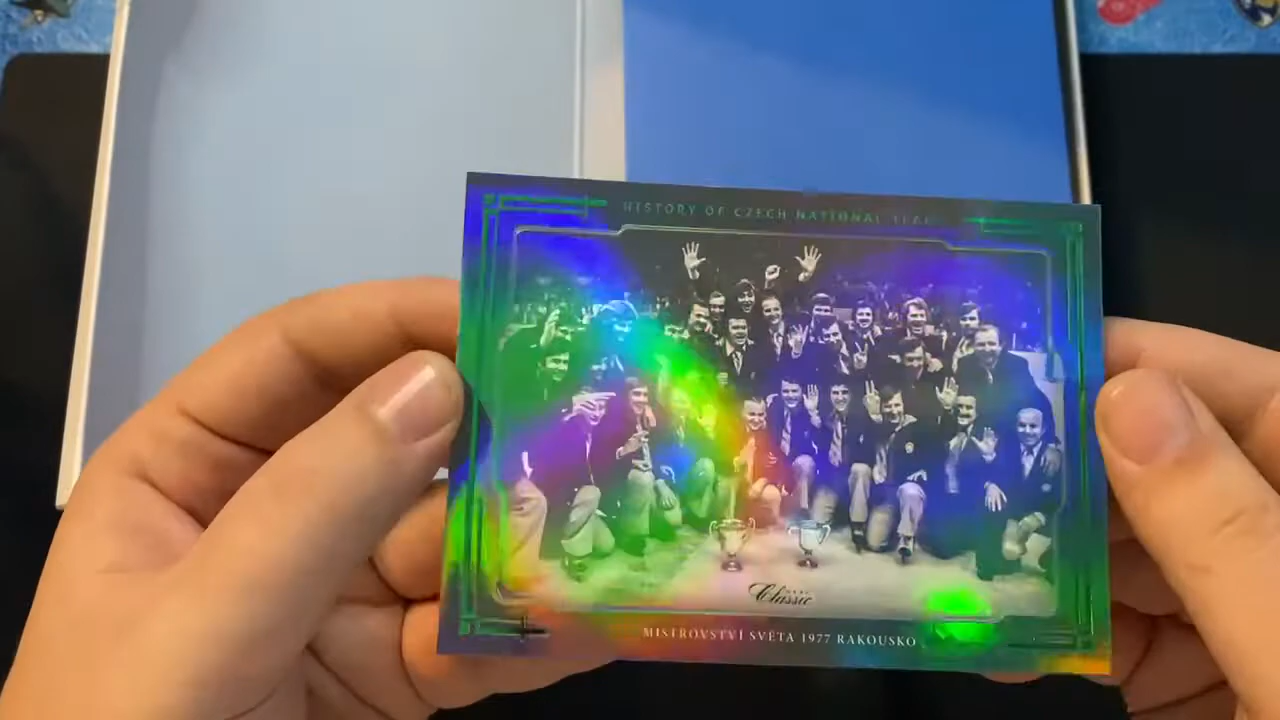 HISTORY OF CZECH NATIONAL TEAM
Classic
MISTROVSTVÍ SVĚTA 1977 RAKOUSKO